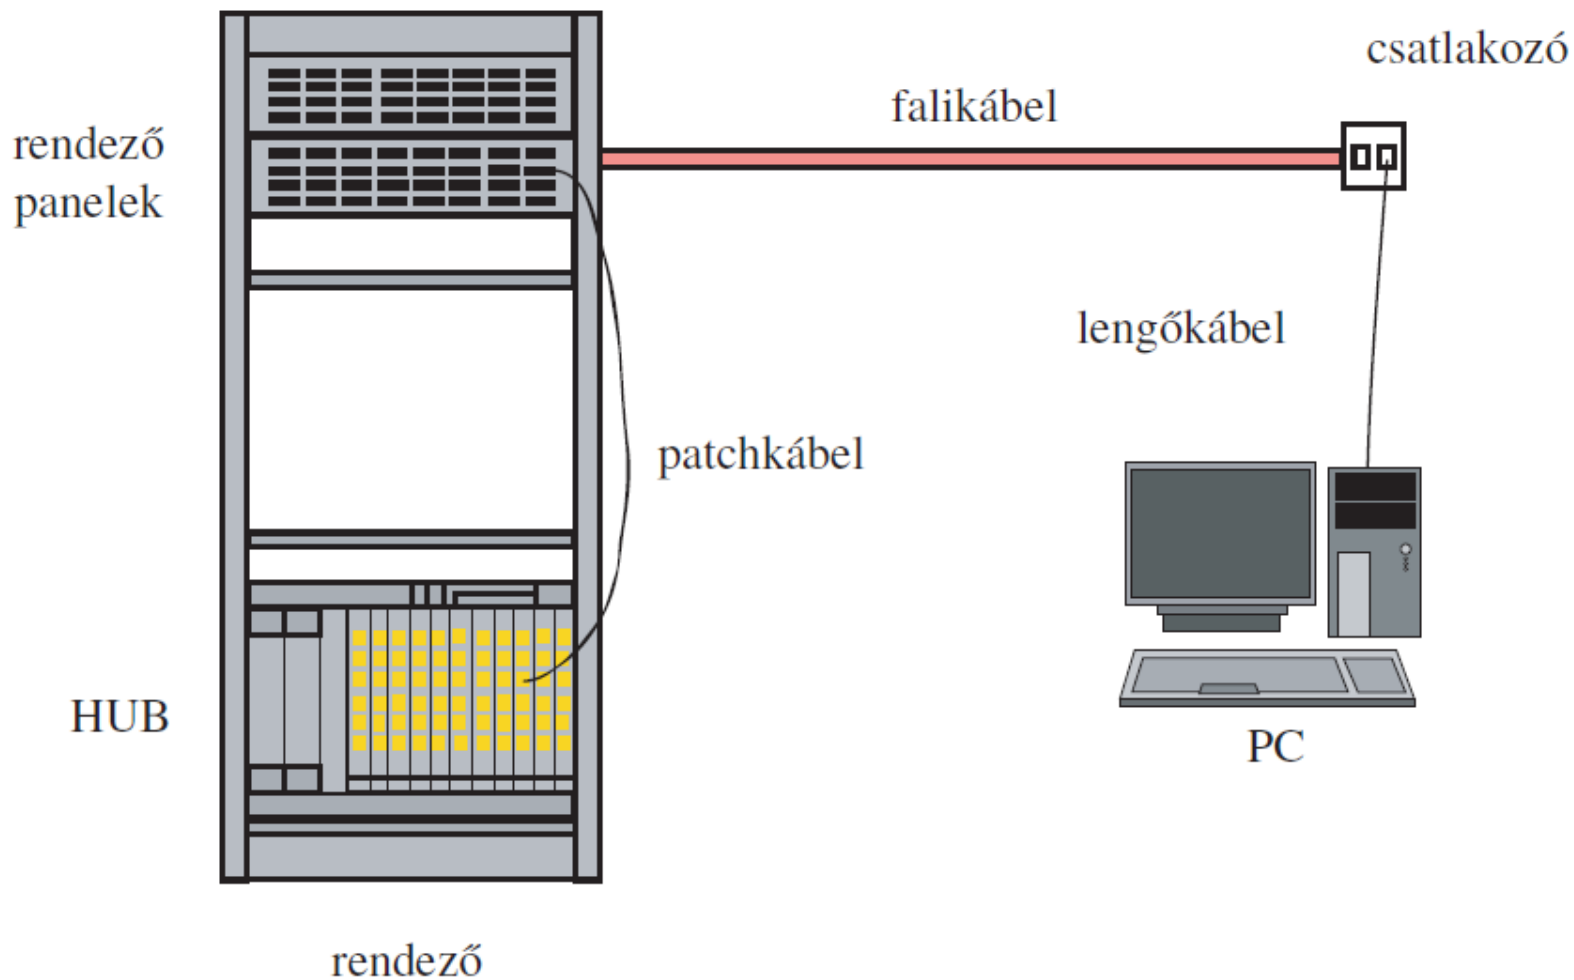 csatlakozó
falikábel
rendező
panelek
lengőkábel
patchkábel
HUB
PC
rendező